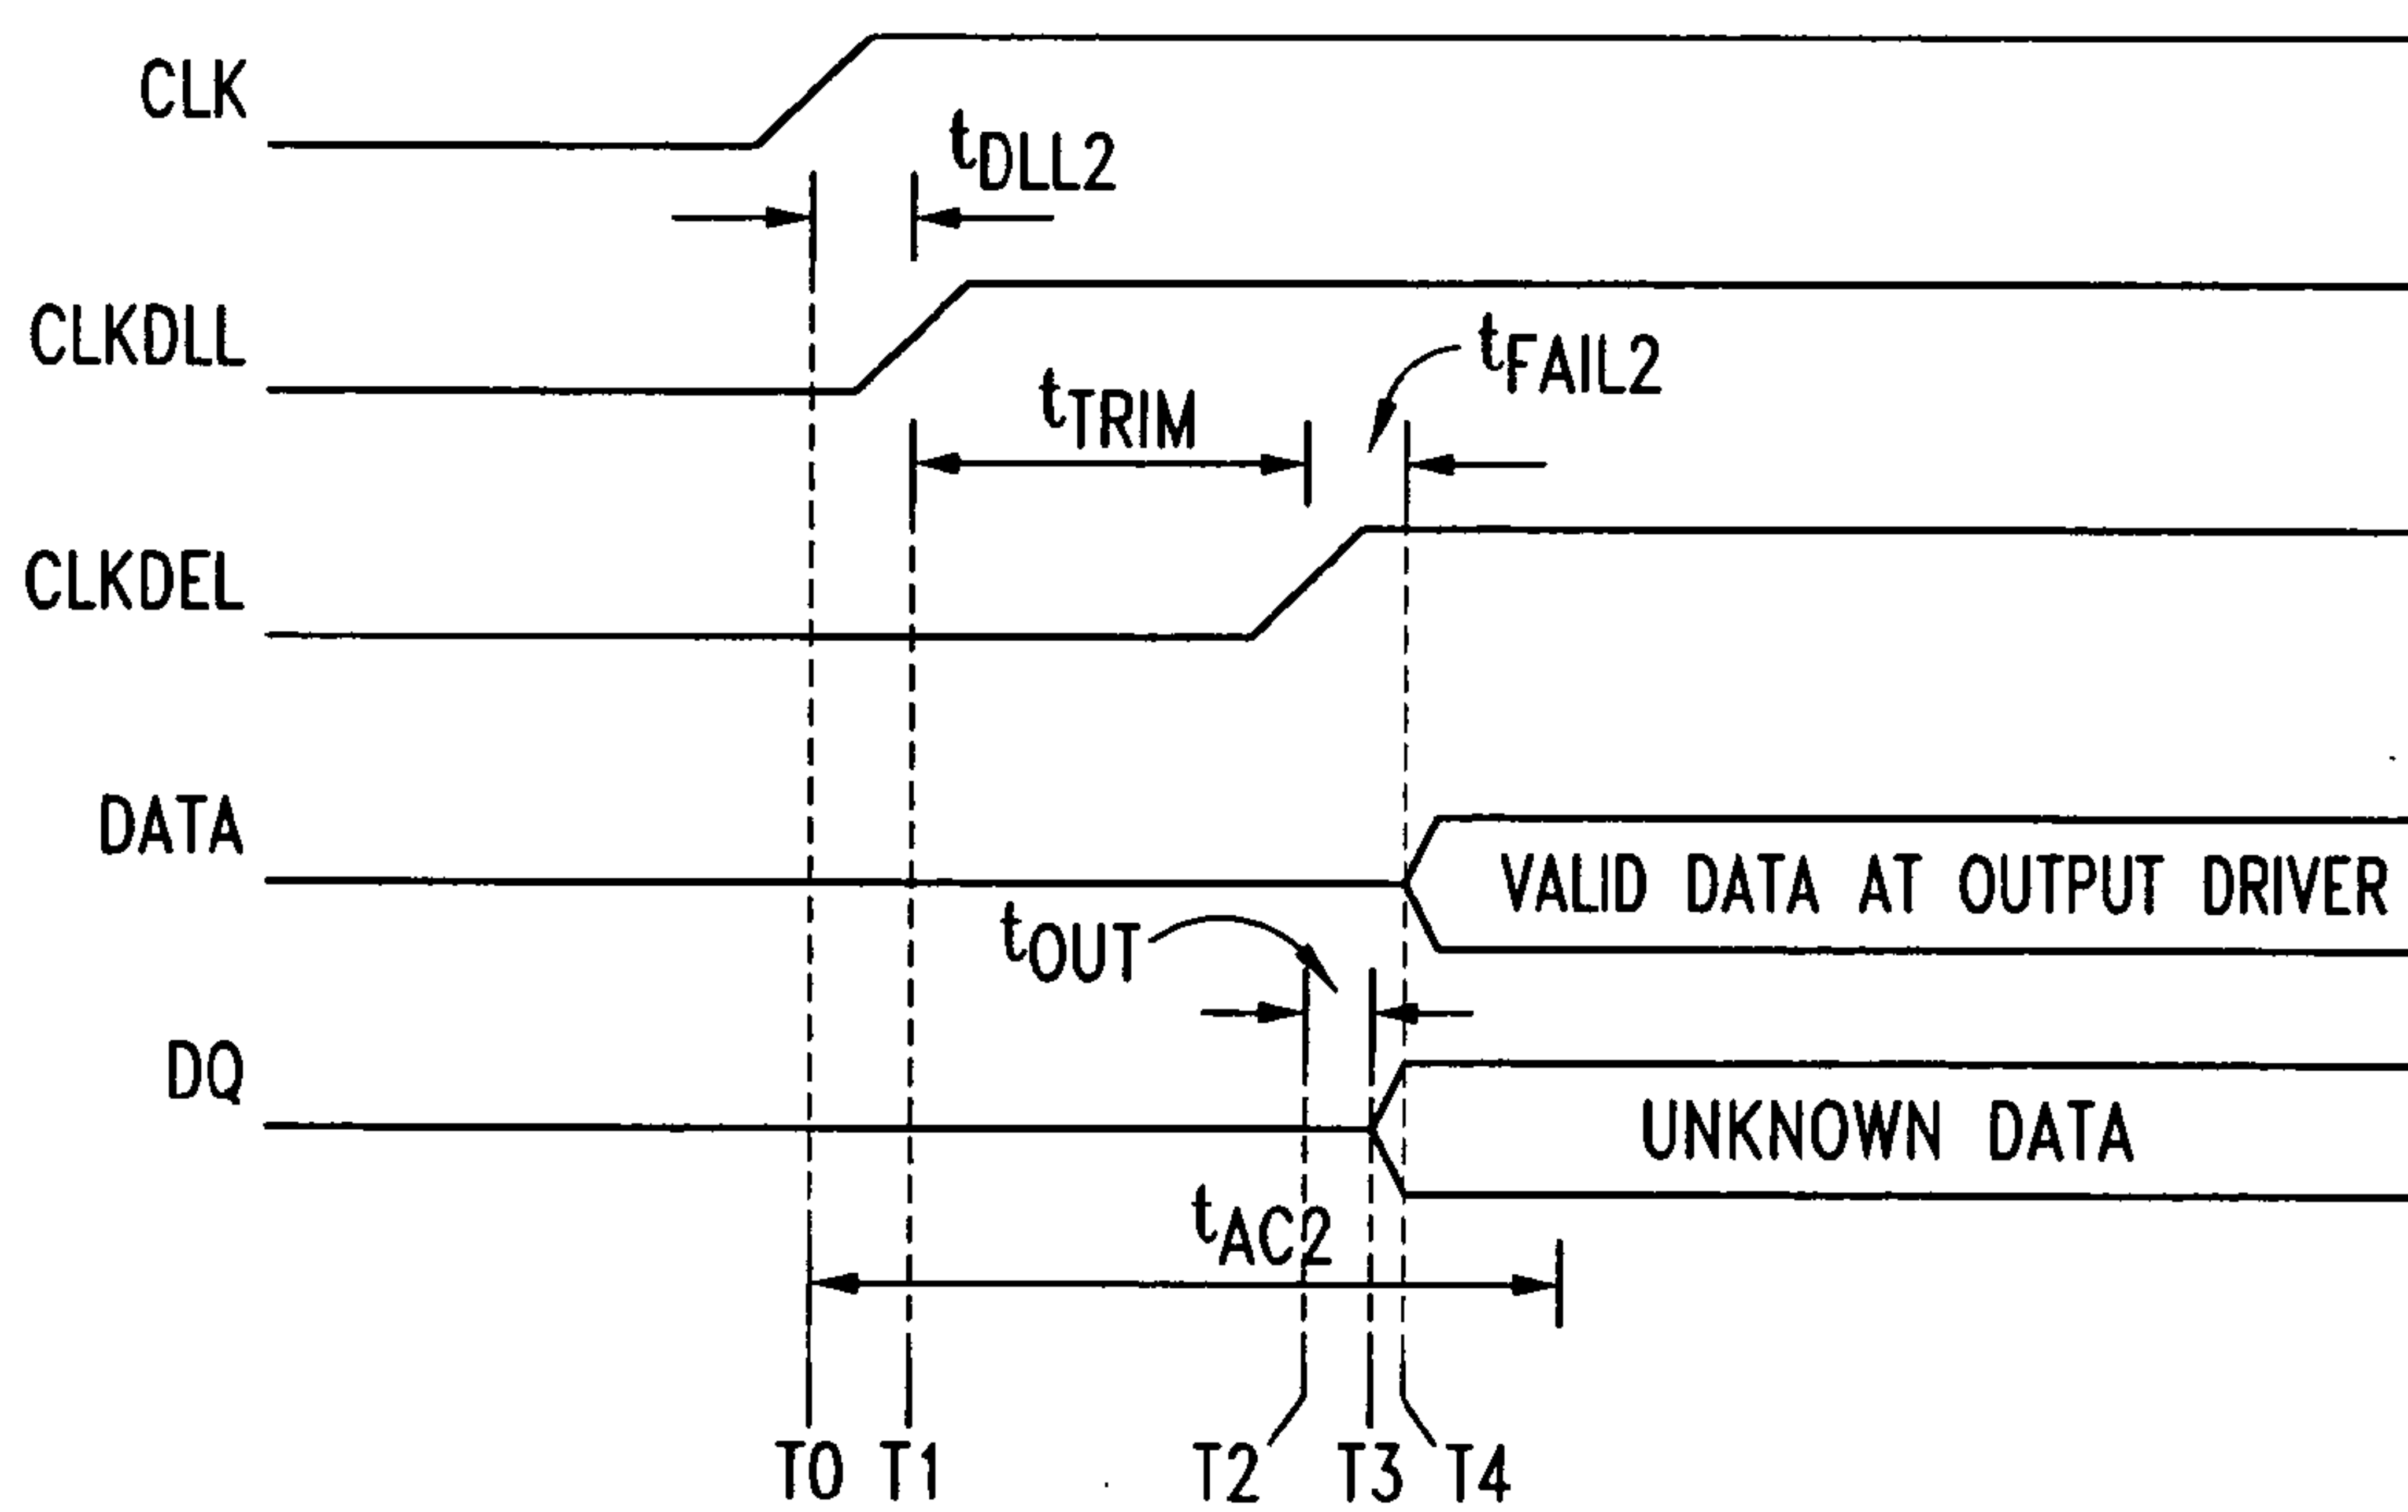 CLK
tDLL2
CLKDLL
tFAIL2
tTRIM
CLKDEL
DATA
VALID DATA AT OUTPUT DRIVER
tOUT
DQ
UNKNOWN DATA
tAC2
T0 T1 T2 T3 T4